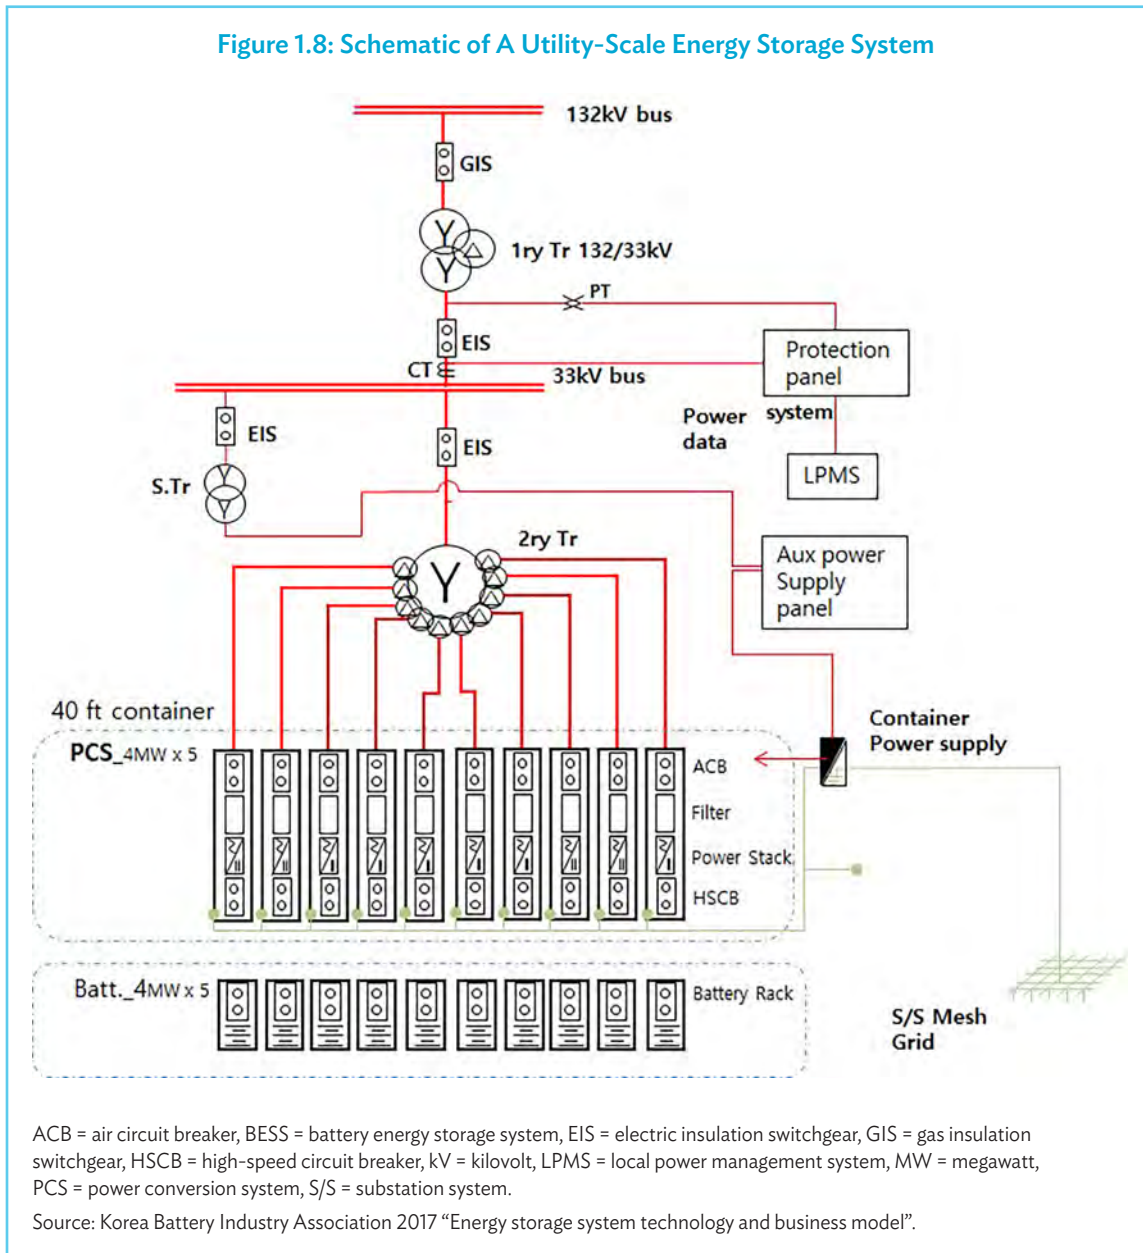 Figure 1.8: Schematic of A Utility-Scale Energy Storage System
132kV bus
GIS
Y
Y
1ry Tr 132/33kV
PT
EIS
CT
33kV bus
Protection
panel
Power system
data
LPMS
EIS
EIS
S.Tr
Y
Y
2ry Tr
Y
Aux power
Supply
panel
40 ft container
PCS_4MW x 5
ACB
Filter
Power Stack
HSCB
Container
Power supply
Batt._4MW x 5
Battery Rack
S/S Mesh
Grid
ACB = air circuit breaker, BESS = battery energy storage system, EIS = electric insulation switchgear, GIS = gas insulation
switchgear, HSCB = high-speed circuit breaker, kV = kilovolt, LPMS = local power management system, MW = megawatt,
PCS = power conversion system, S/S = substation system.
Source: Korea Battery Industry Association 2017 “Energy storage system technology and business model”.